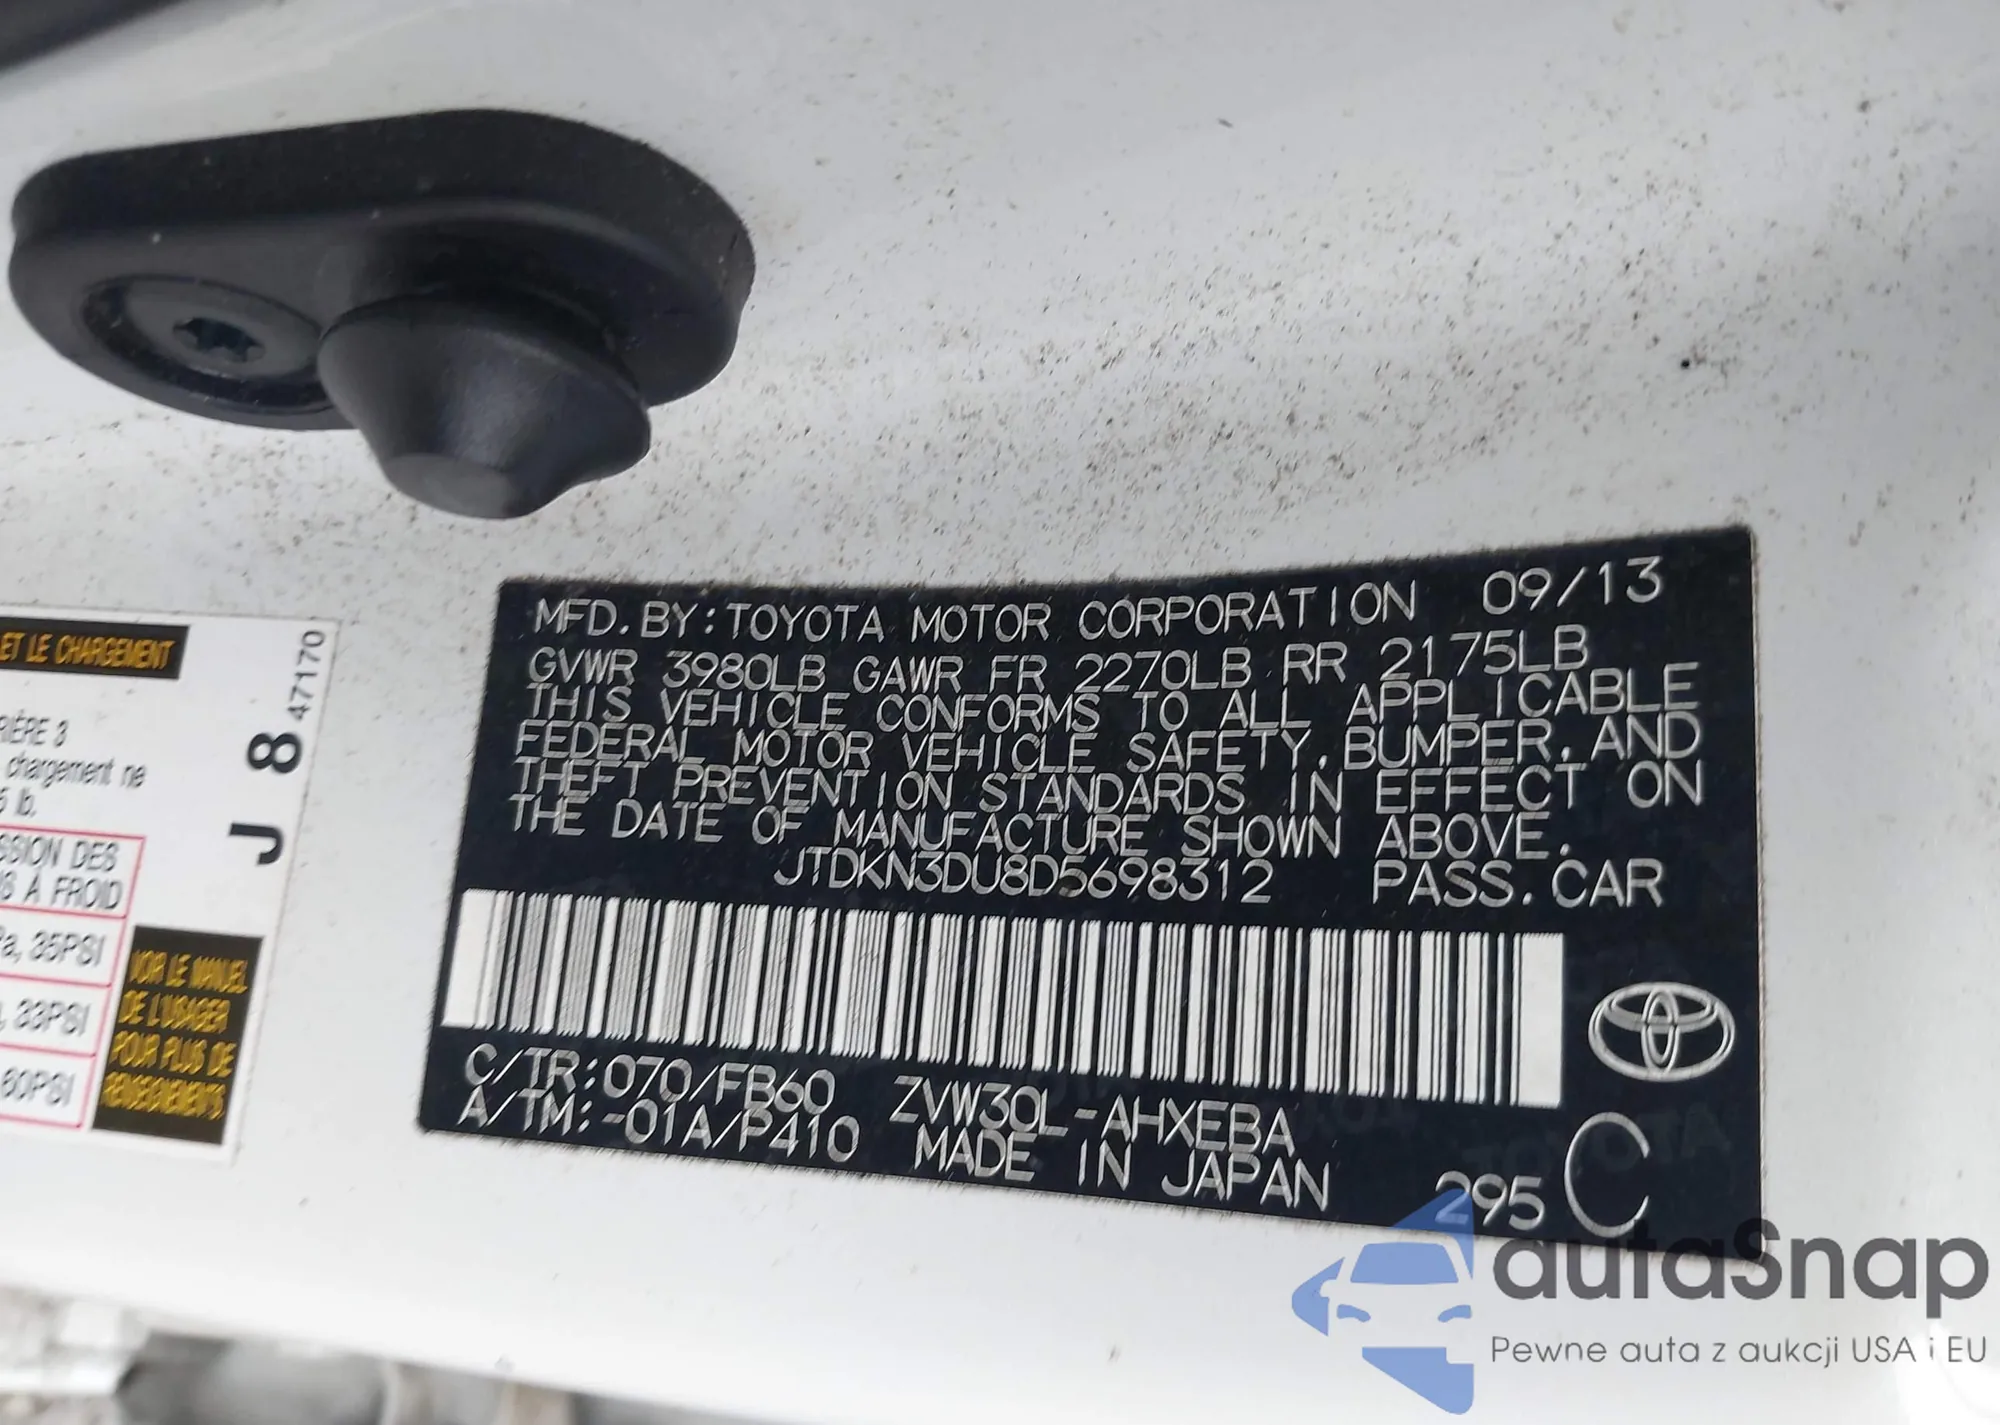 MFD. BY: TOYOTA MOTOR CORPORATION 09/13
GVWR 3980LB GAWR FR 2270LB RR 2175LB
THIS VEHICLE CONFORMS TO ALL APPLICABLE
FEDERAL MOTOR VEHICLE SAFETY, BUMPER, AND
THEFT PREVENTION STANDARDS IN EFFECT ON
THE DATE OF MANUFACTURE SHOWN ABOVE.
JTDKN3DU8D5698312 PASS. CAR
C/TR: 070/FB60 ZVW30L-AHXEBA
A/TM: -01A/P410 MADE IN JAPAN
295 C
ET LE CHARGEMENT
RIÈRE 3
chargement ne
5 lb.
SSION DES
S À FROID
Pa, 35PSI
, 33PSI
, 60PSI
VOIR LE MANUEL
DE L'USAGER
POUR PLUS DE
RENSEIGNEMENTS
J 8 47170
autaSnap
Pewne auta z aukcji USA i EU